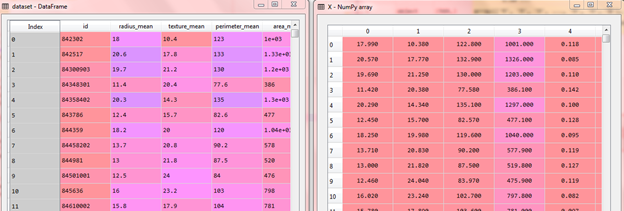 dataset - DataFrame
Index id radius_mean texture_mean perimeter_mean area_m
0 842302 18 10.4 123 1e+03
1 842517 20.6 17.8 133 1.33e+
2 84300903 19.7 21.2 130 1.2e+03
3 84348301 11.4 20.4 77.6 386
4 84358402 20.3 14.3 135 1.3e+03
5 843786 12.4 15.7 82.6 477
6 844359 18.2 20 120 1.04e+
7 84458202 13.7 20.8 90.2 578
8 844981 13 21.8 87.5 520
9 84501001 12.5 24 84 476
10 845636 16 23.2 103 798
11 84610002 15.8 17.9 104 781
X - NumPy array
0 1 2 3 4
0 17.990 10.380 122.800 1001.000 0.118
1 20.570 17.770 132.900 1326.000 0.085
2 19.690 21.250 130.000 1203.000 0.110
3 11.420 20.380 77.580 386.100 0.142
4 20.290 14.340 135.100 1297.000 0.100
5 12.450 15.700 82.570 477.100 0.128
6 18.250 19.980 119.600 1040.000 0.095
7 13.710 20.830 90.200 577.900 0.119
8 13.000 21.820 87.500 519.800 0.127
9 12.460 24.040 83.970 475.900 0.119
10 16.020 23.240 102.700 797.800 0.082